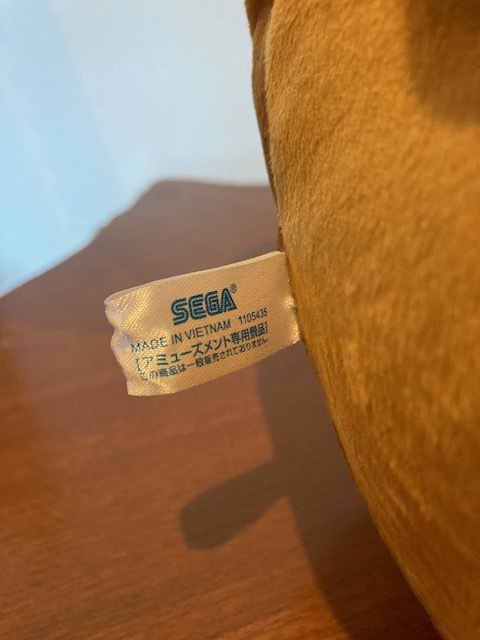 SEGA®
MADE IN VIETNAM 1105435
[アミューズメント専用景品]
この商品は一般販売されておりません。